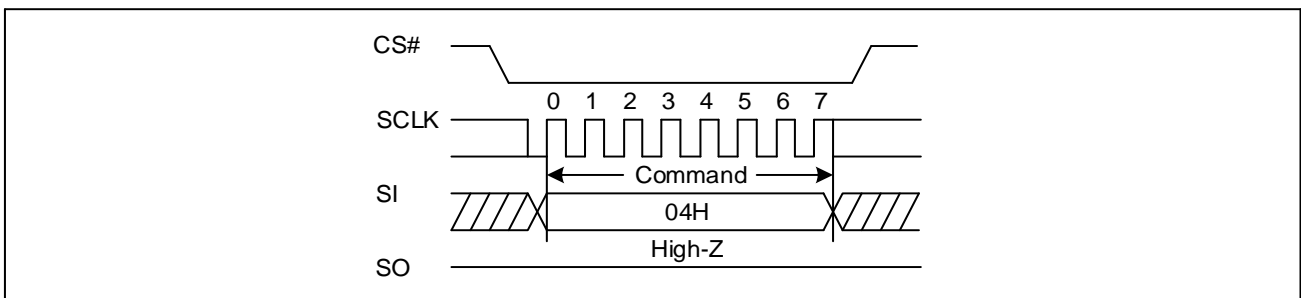 CS#
0 1 2 3 4 5 6 7
SCLK
Command
SI
04H
High-Z
SO